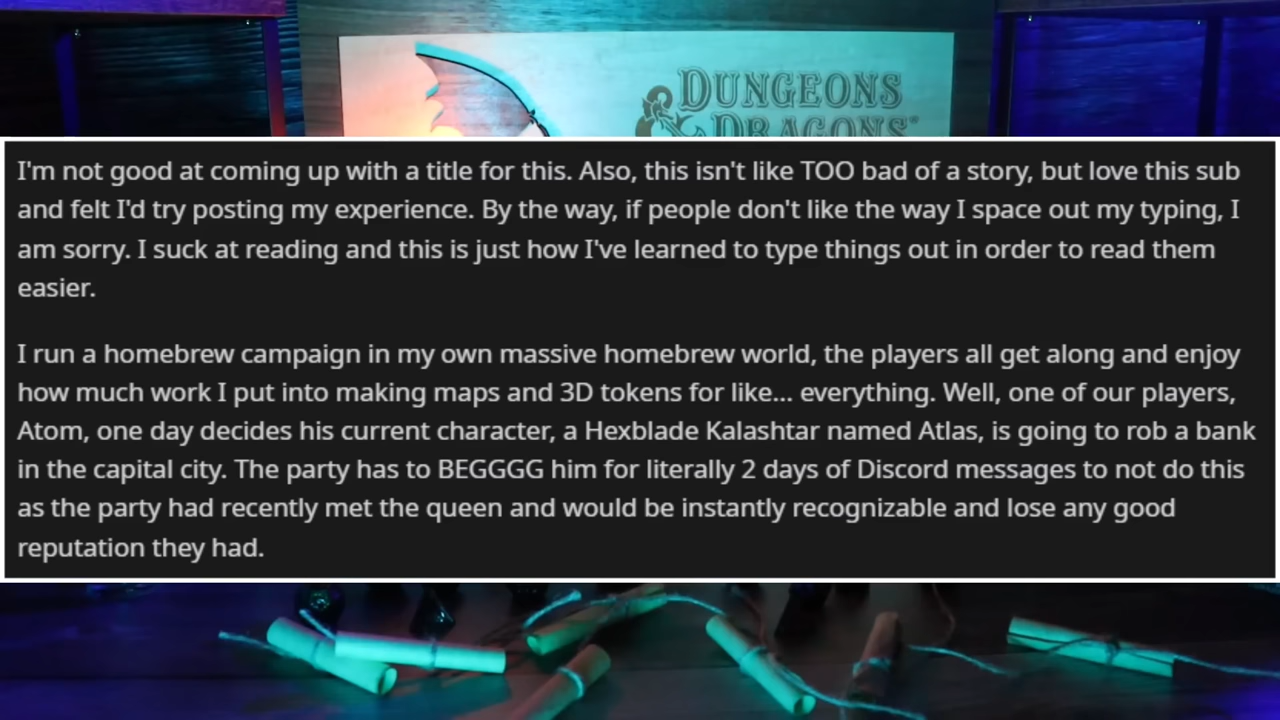 DUNGEONS
& DRAGONS®
I'm not good at coming up with a title for this. Also, this isn't like TOO bad of a story, but love this sub
and felt I'd try posting my experience. By the way, if people don't like the way I space out my typing, I
am sorry. I suck at reading and this is just how I've learned to type things out in order to read them
easier.
I run a homebrew campaign in my own massive homebrew world, the players all get along and enjoy
how much work I put into making maps and 3D tokens for like... everything. Well, one of our players,
Atom, one day decides his current character, a Hexblade Kalashtar named Atlas, is going to rob a bank
in the capital city. The party has to BEGGGG him for literally 2 days of Discord messages to not do this
as the party had recently met the queen and would be instantly recognizable and lose any good
reputation they had.